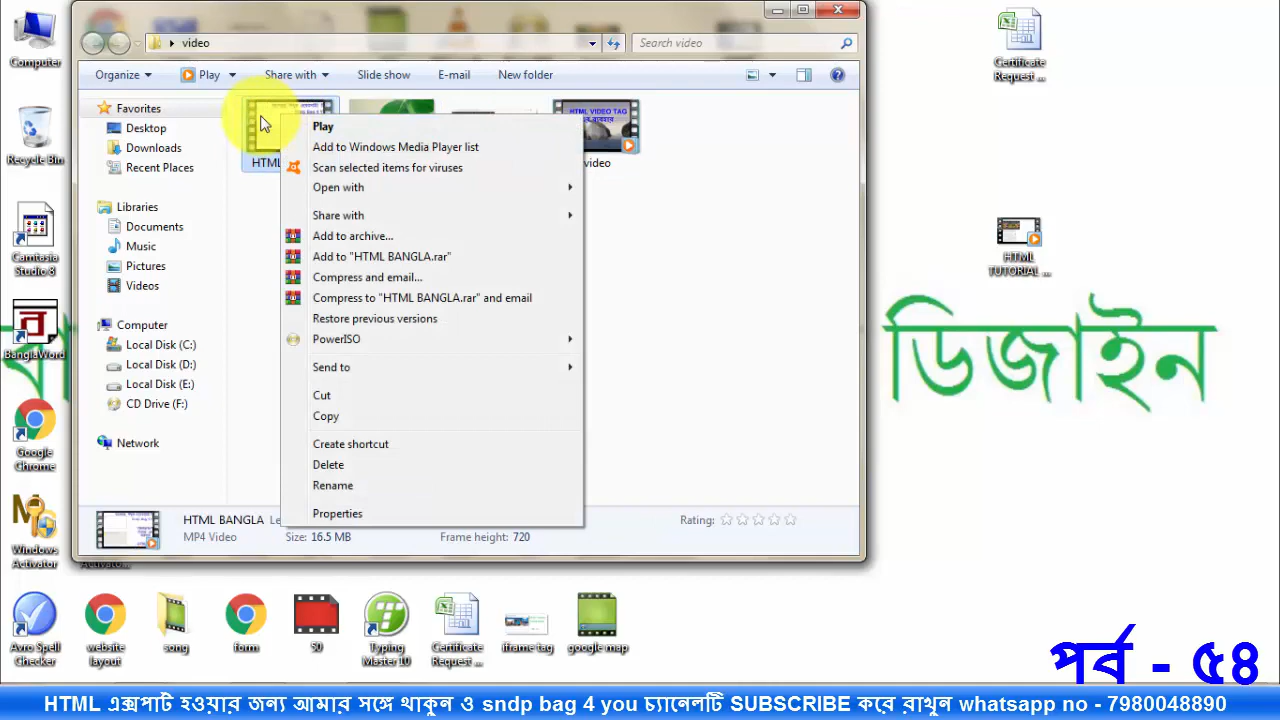 Computer
Recycle Bin
Camtasia
Studio 8
BanglaWord
Google
Chrome
Windows
Activator
Avro Spell
Checker
website
layout
song
form
50
Typing
Master 10
Certificate
Request ...
iframe tag
google map
video
Search video
Organize
Play
Share with
Slide show
E-mail
New folder
Favorites
Desktop
Downloads
Recent Places
Libraries
Documents
Music
Pictures
Videos
Computer
Local Disk (C:)
Local Disk (D:)
Local Disk (E:)
CD Drive (F:)
Network
HTML
HTML VIDEO TAG
video
Play
Add to Windows Media Player list
Scan selected items for viruses
Open with
Share with
Add to archive...
Add to "HTML BANGLA.rar"
Compress and email...
Compress to "HTML BANGLA.rar" and email
Restore previous versions
PowerISO
Send to
Cut
Copy
Create shortcut
Delete
Rename
Properties
HTML BANGLA
MP4 Video
Size: 16.5 MB
Frame height: 720
Rating:
Certificate
Request ...
HTML
TUTORIAL ...
ডিজাইন
পর্ব - ৫৪
HTML এক্সপার্ট হওয়ার জন্য আমার সঙ্গে থাকুন ও sndp bag 4 you চ্যানেলটি SUBSCRIBE করে রাখুন whatsapp no - 7980048890